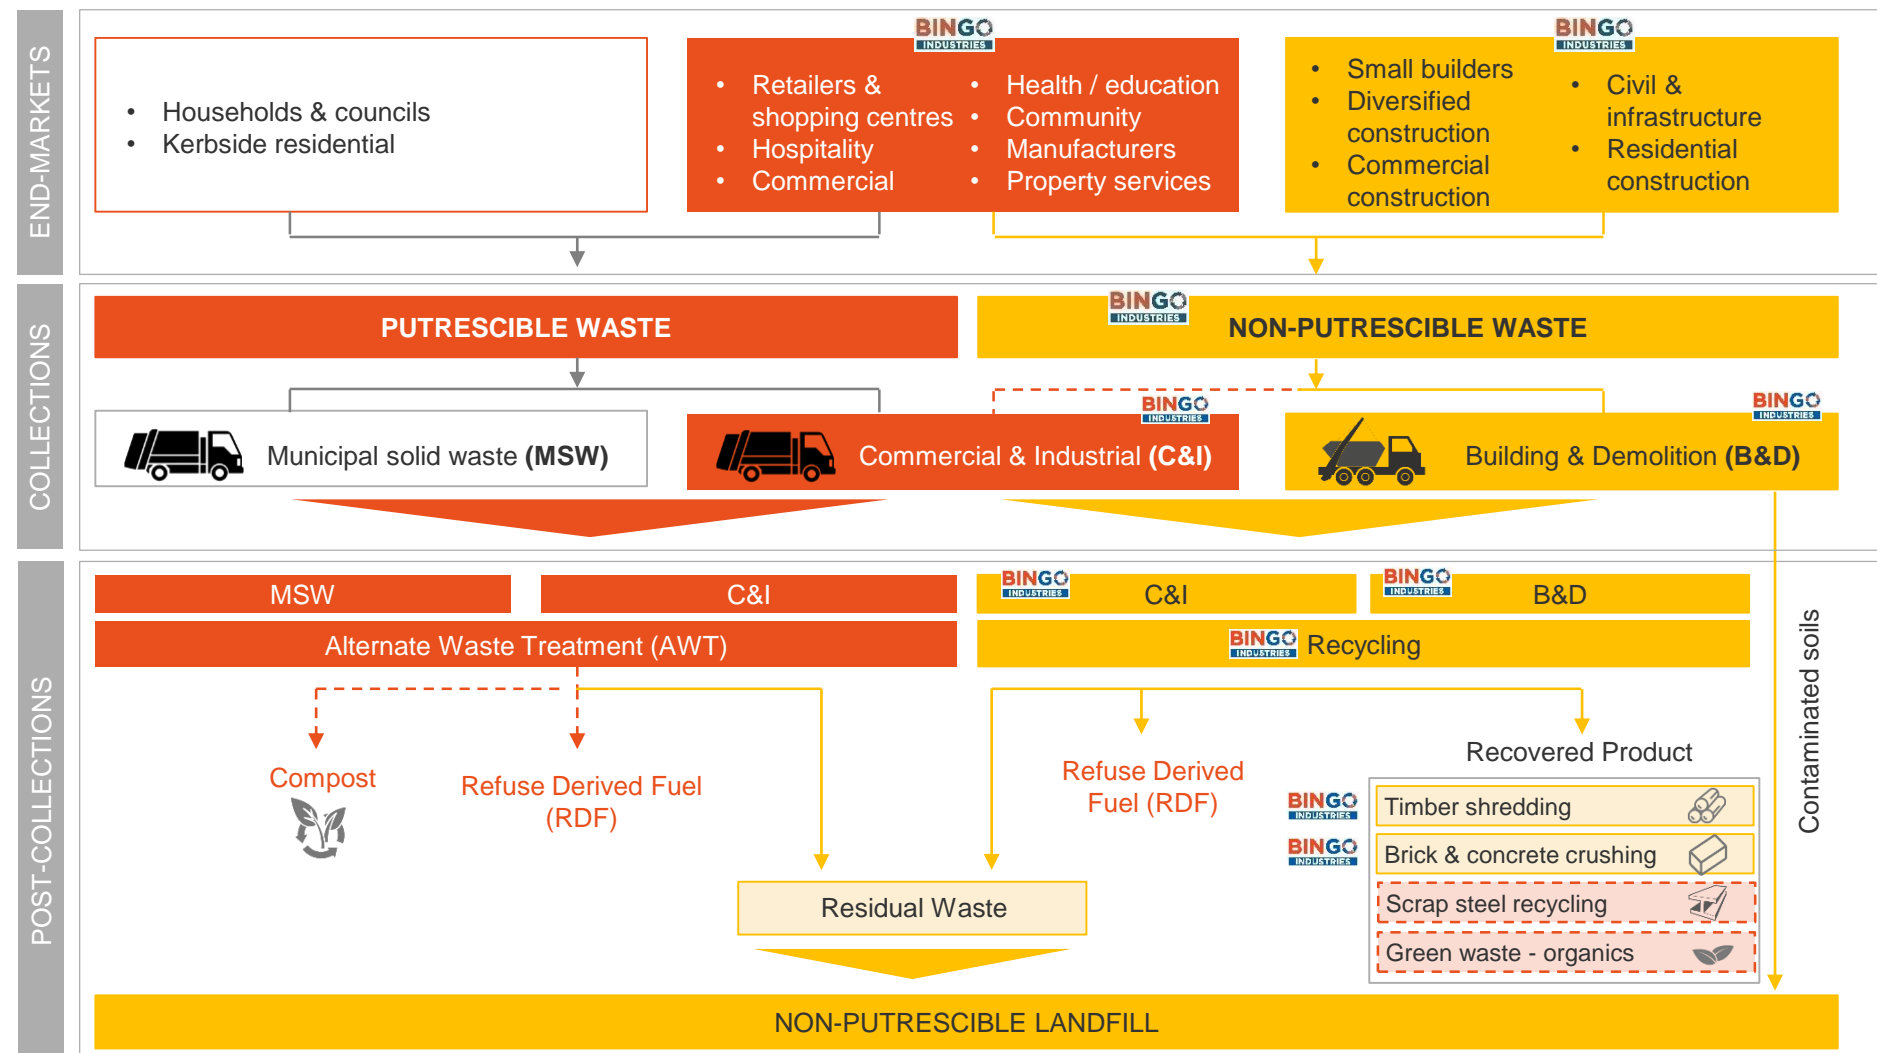 END-MARKETS
• Households & councils
• Kerbside residential
BINGO
INDUSTRIES
• Retailers &
shopping centres
• Hospitality
• Commercial
• Health / education
• Community
• Manufacturers
• Property services
BINGO
INDUSTRIES
• Small builders
• Diversified
construction
• Commercial
construction
• Civil &
infrastructure
• Residential
construction
COLLECTIONS
PUTRESCIBLE WASTE
BINGO
INDUSTRIES
NON-PUTRESCIBLE WASTE
Municipal solid waste (MSW)
BINGO
INDUSTRIES
Commercial & Industrial (C&I)
BINGO
INDUSTRIES
Building & Demolition (B&D)
POST-COLLECTIONS
MSW
C&I
BINGO
INDUSTRIES
C&I
BINGO
INDUSTRIES
B&D
Alternate Waste Treatment (AWT)
BINGO
INDUSTRIES
Recycling
Contaminated soils
Compost
Refuse Derived Fuel
(RDF)
Refuse Derived
Fuel (RDF)
Recovered Product
BINGO
INDUSTRIES
Timber shredding
BINGO
INDUSTRIES
Brick & concrete crushing
Scrap steel recycling
Green waste - organics
Residual Waste
NON-PUTRESCIBLE LANDFILL